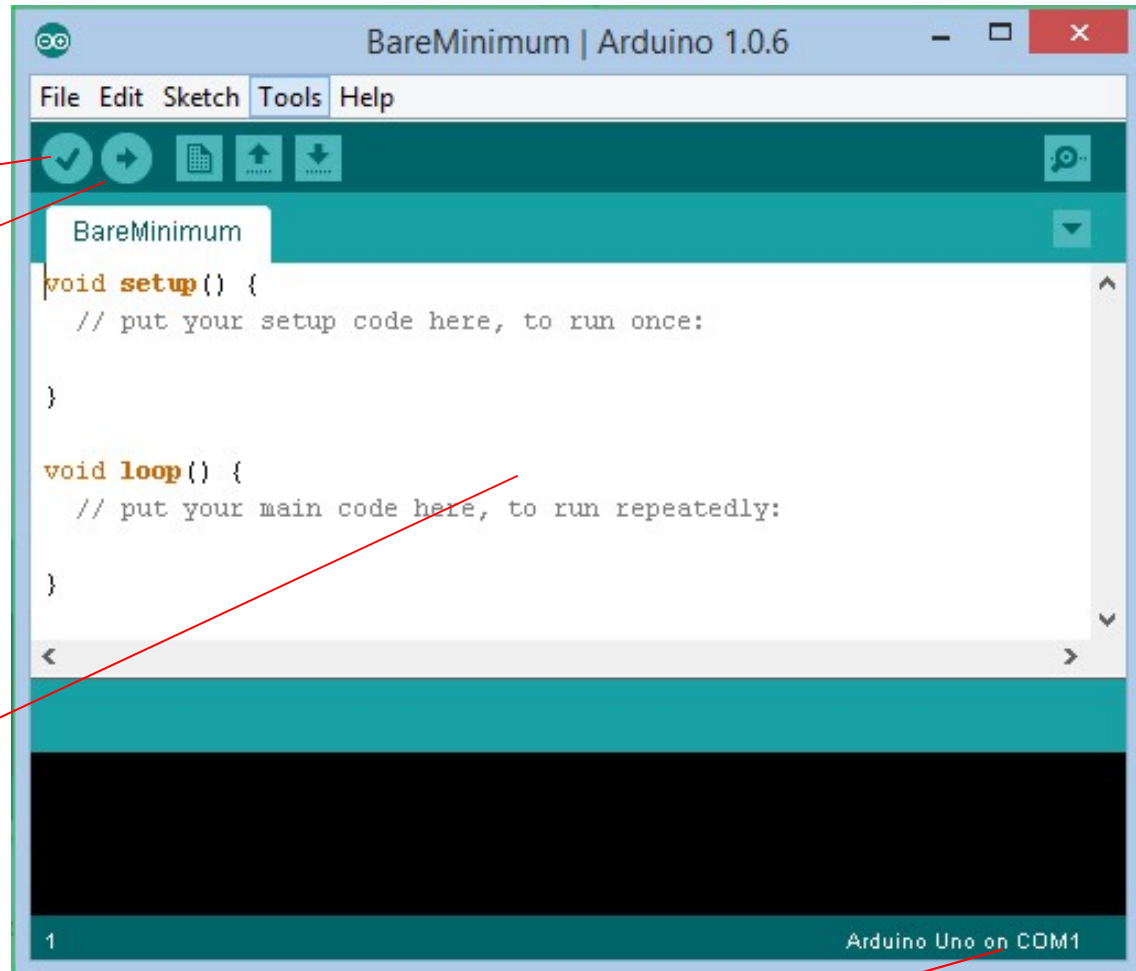 BareMinimum | Arduino 1.0.6
File Edit Sketch Tools Help
BareMinimum
void setup() {
  // put your setup code here, to run once:
}
void loop() {
  // put your main code here, to run repeatedly:
}
1
Arduino Uno on COM1